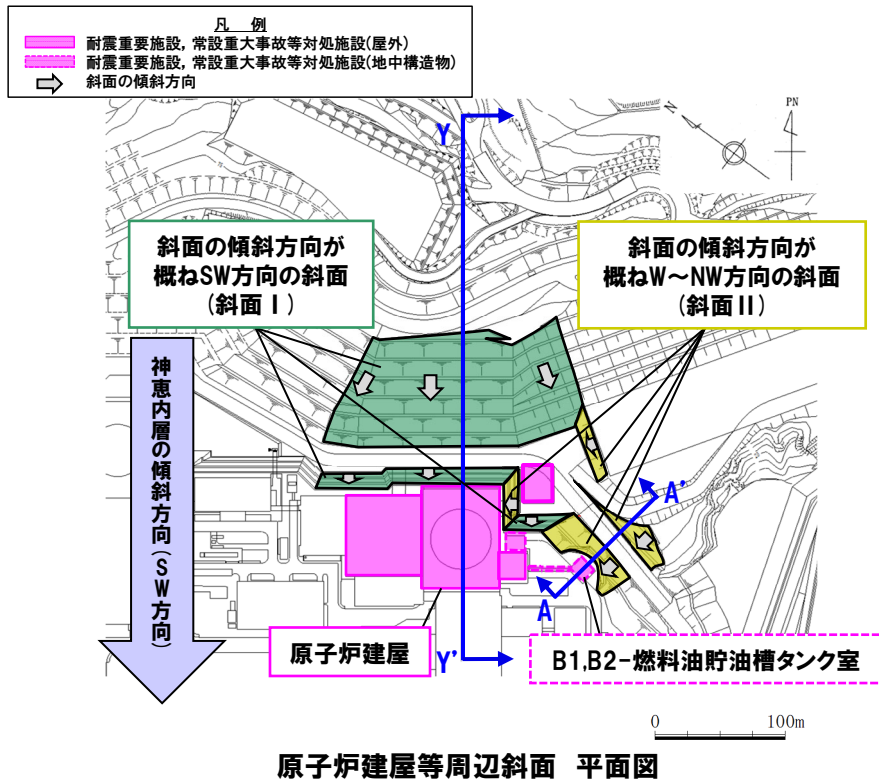 凡 例
耐震重要施設, 常設重大事故等対処施設(屋外)
耐震重要施設, 常設重大事故等対処施設(地中構造物)
斜面の傾斜方向
N
PN
Y
斜面の傾斜方向が
概ねSW方向の斜面
(斜面Ⅰ)
斜面の傾斜方向が
概ねW～NW方向の斜面
(斜面II)
神恵内層の傾斜方向(SW方向)
A'
A
原子炉建屋
Y'
B1,B2-燃料油貯油槽タンク室
0 100m
原子炉建屋等周辺斜面 平面図